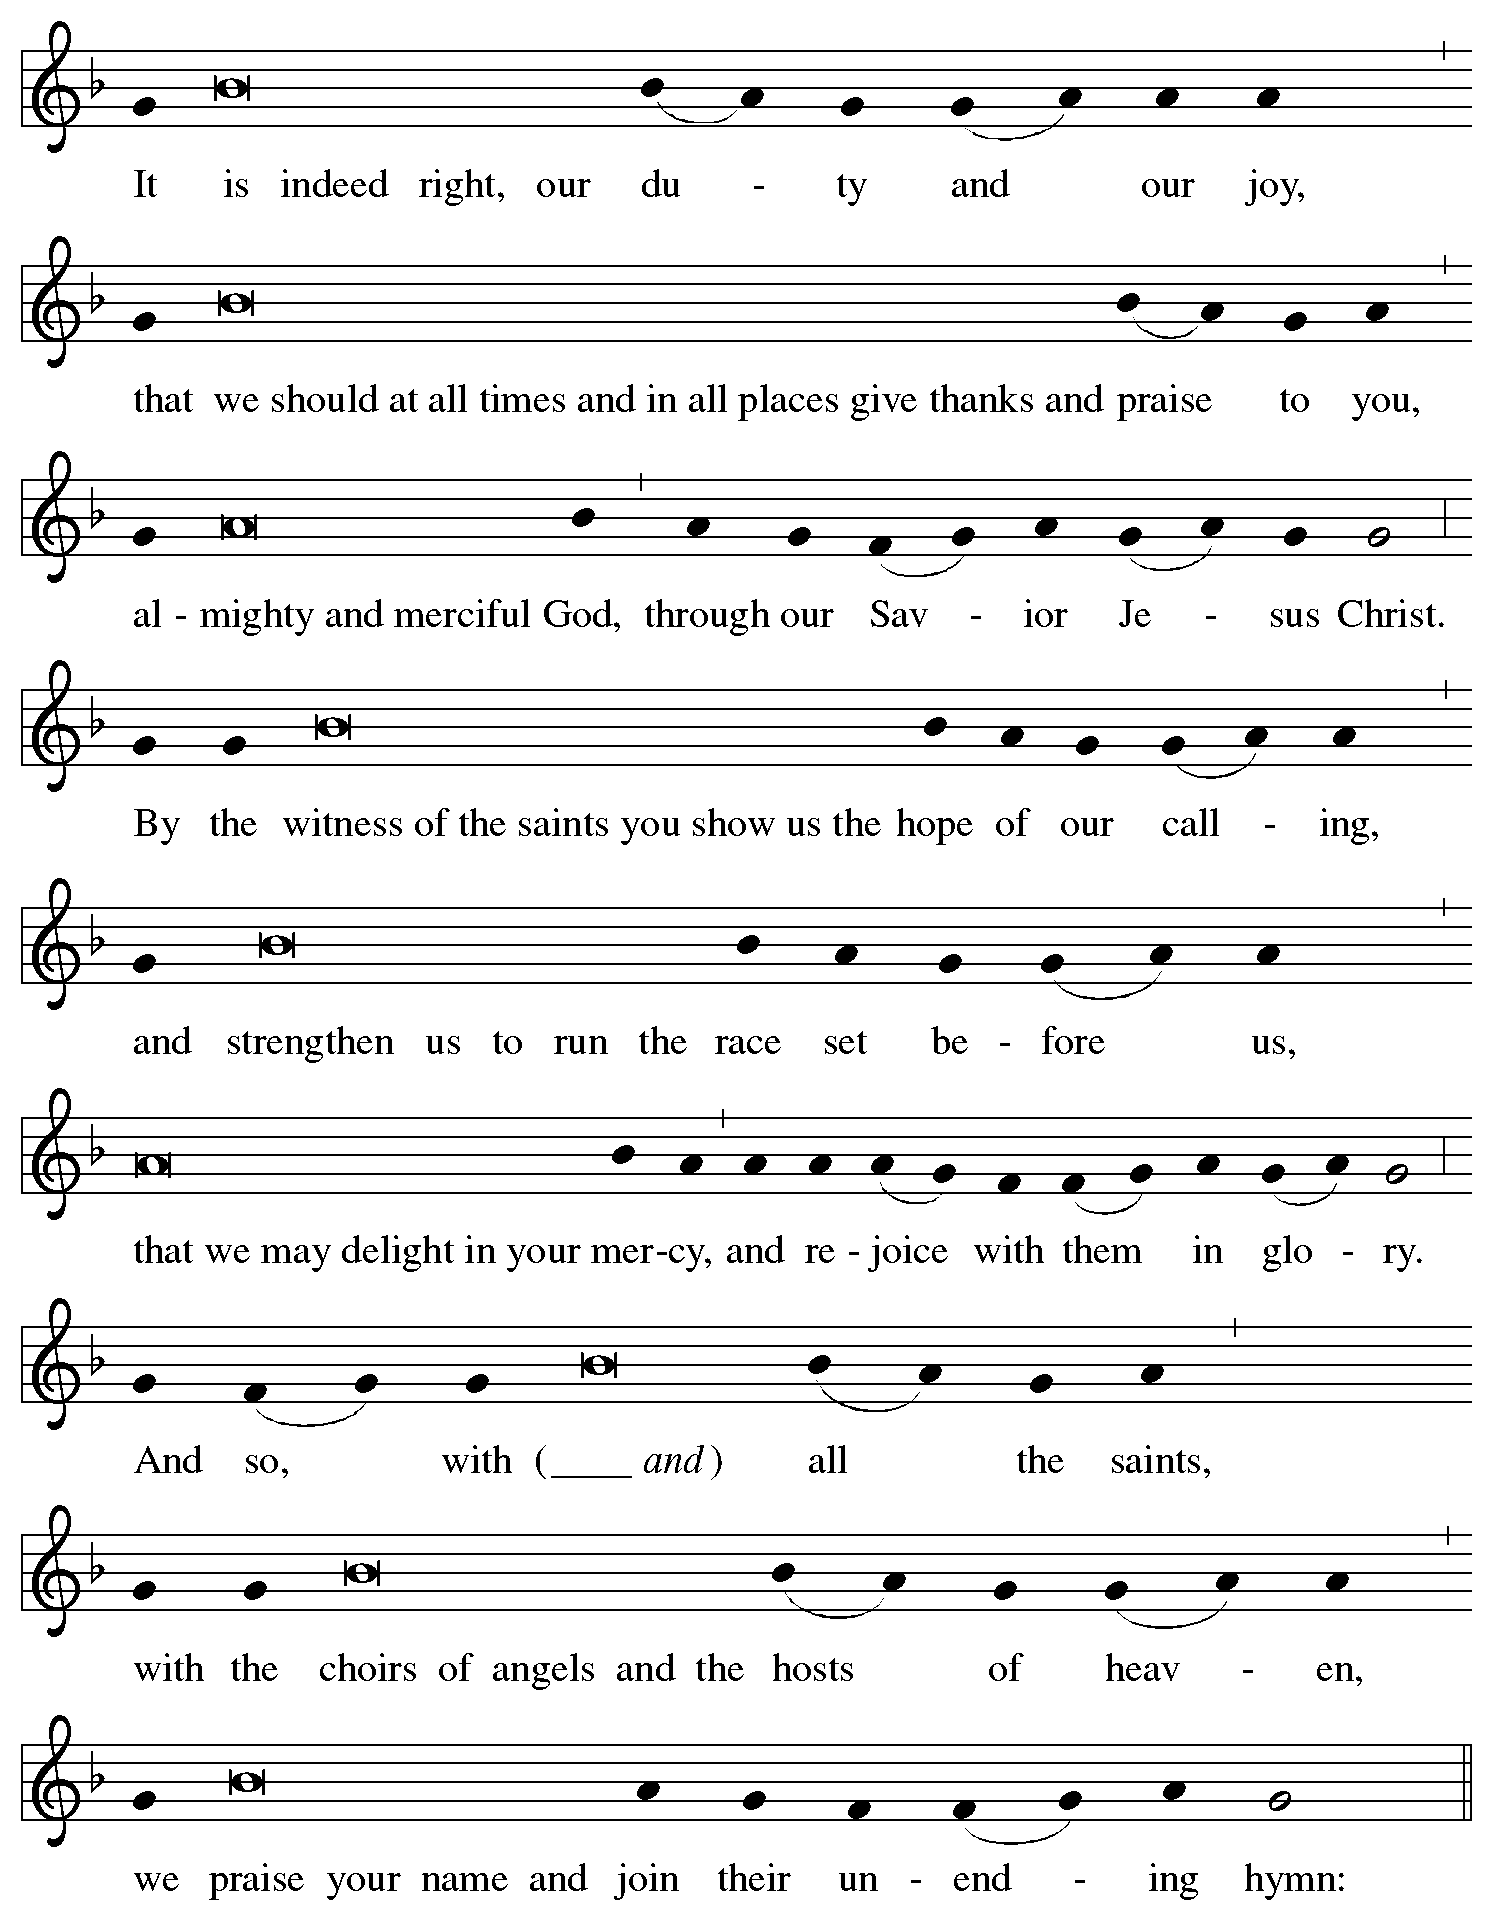 It is indeed right, our du - ty and our joy,
that we should at all times and in all places give thanks and praise to you,
al - mighty and merciful God, through our Sav - ior Je - sus Christ.
By the witness of the saints you show us the hope of our call - ing,
and strengthen us to run the race set be - fore us,
that we may delight in your mer-cy, and re - joice with them in glo - ry.
And so, with (____ and) all the saints,
with the choirs of angels and the hosts of heav - en,
we praise your name and join their un - end - ing hymn: